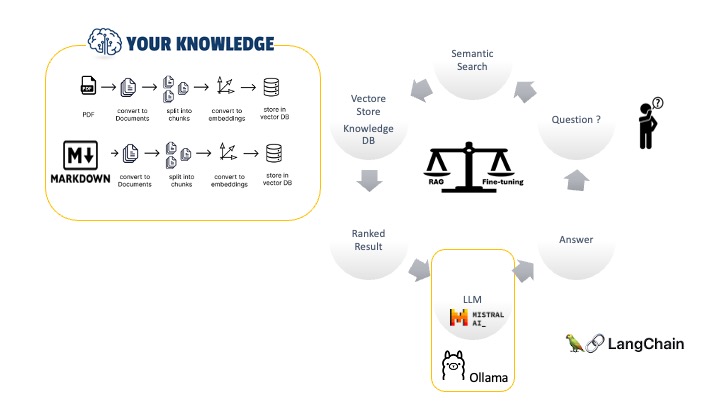 YOUR KNOWLEDGE
PDF
PDF
convert to
Documents
split into
chunks
convert to
embeddings
store in
vector DB
M
MARKDOWN
convert to
Documents
split into
chunks
convert to
embeddings
store in
vector DB
Semantic
Search
Vectore
Store
Knowledge
DB
Question ?
?
RAG
Fine-tuning
Ranked
Result
Answer
LLM
MISTRAL
AI_
Ollama
LangChain